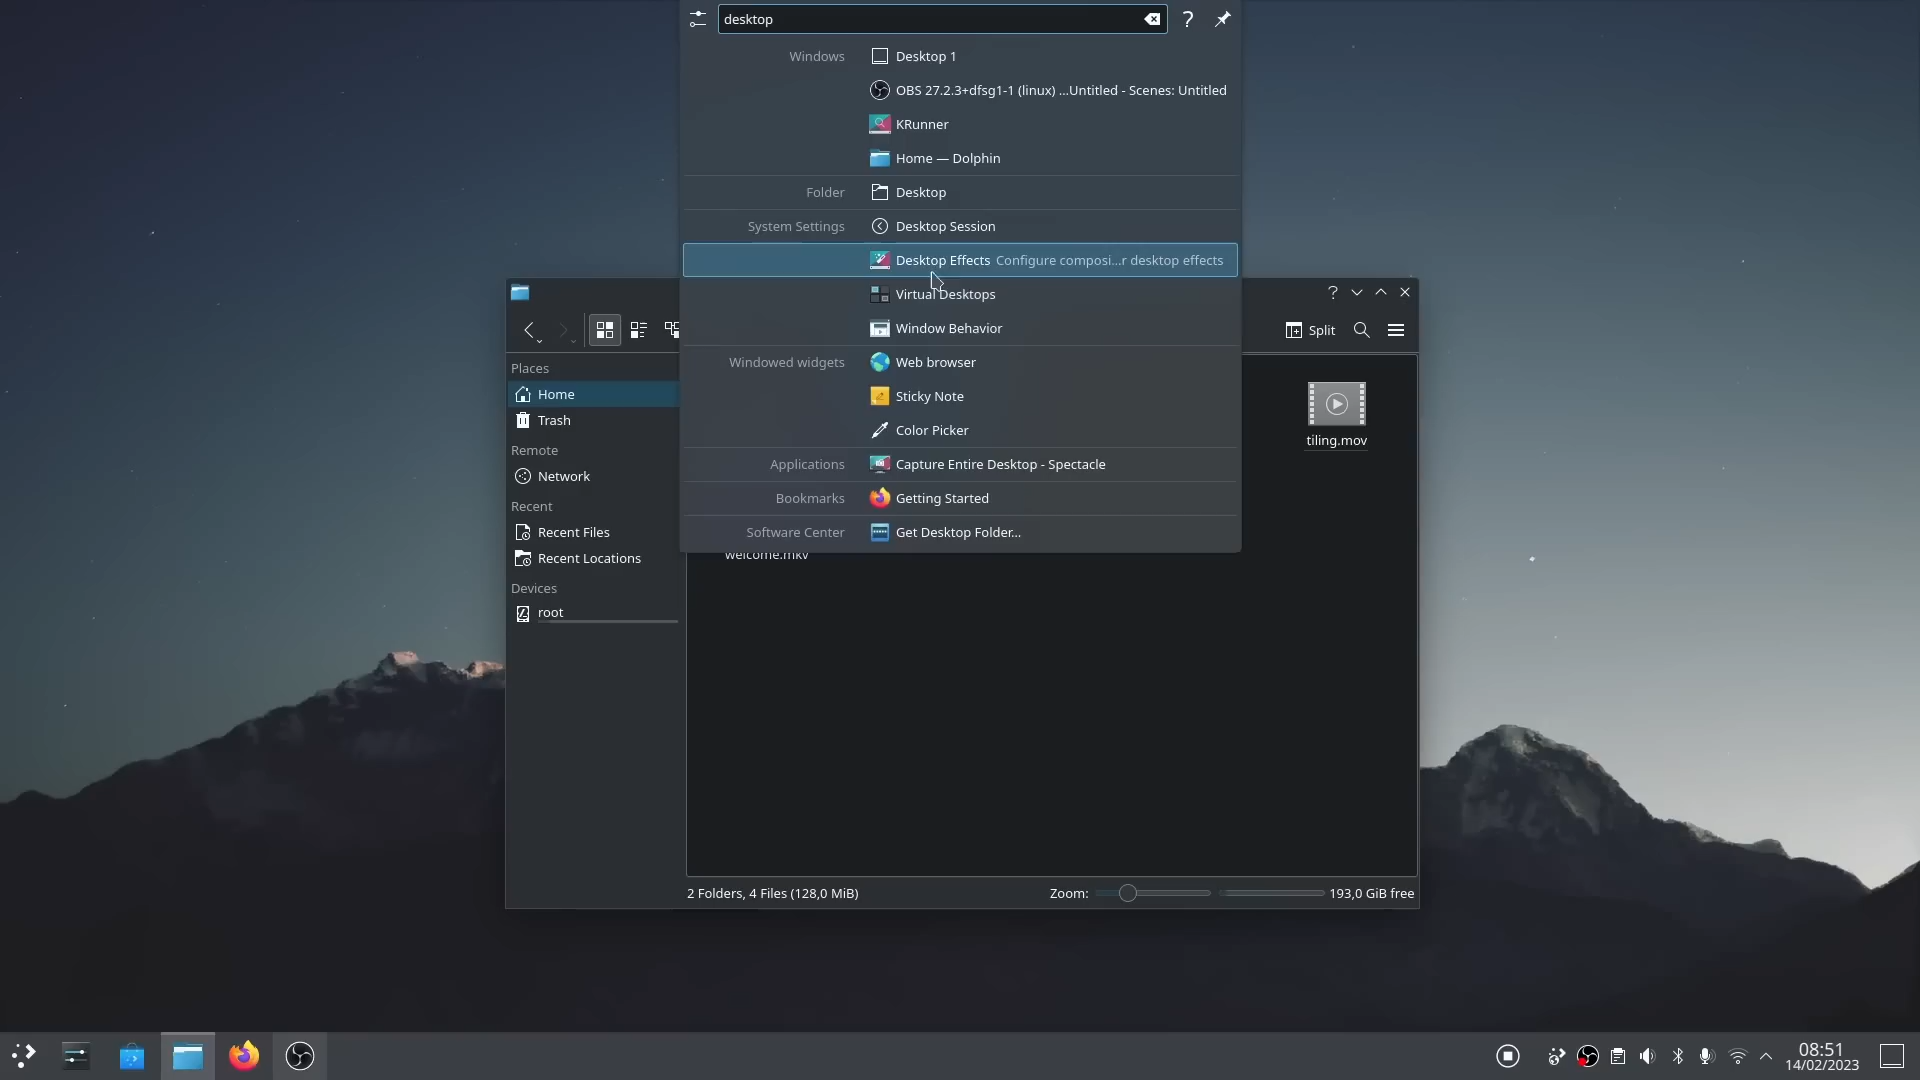 desktop
?
Windows
Desktop 1
OBS 27.2.3+dfsg1-1 (linux) ...Untitled - Scenes: Untitled
KRunner
Home — Dolphin
Folder
Desktop
System Settings
Desktop Session
Desktop Effects Configure composi...r desktop effects
Virtual Desktops
Window Behavior
Windowed widgets
Web browser
Sticky Note
Color Picker
Applications
Capture Entire Desktop - Spectacle
Bookmarks
Getting Started
Software Center
Get Desktop Folder...
?
Split
Places
Home
Trash
Remote
Network
Recent
Recent Files
Recent Locations
Devices
root
tiling.mov
welcome.mkv
2 Folders, 4 Files (128,0 MiB)
Zoom:
193,0 GiB free
08:51
14/02/2023